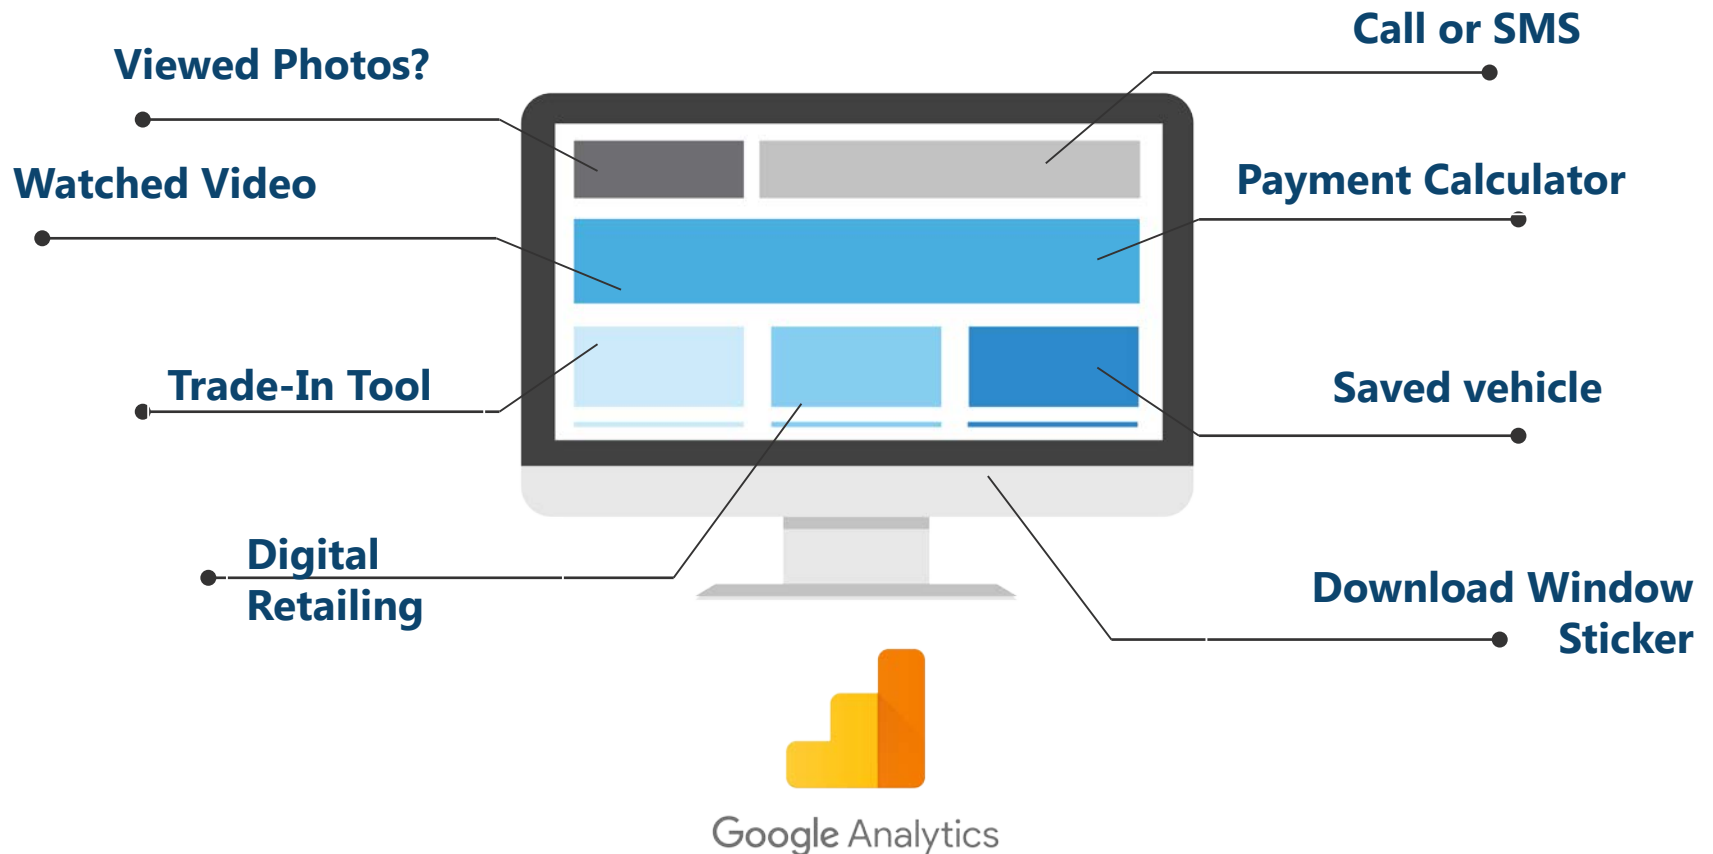 Call or SMS
Viewed Photos?
Watched Video
Payment Calculator
Trade-In Tool
Saved vehicle
Digital
Retailing
Download Window
Sticker
Google Analytics